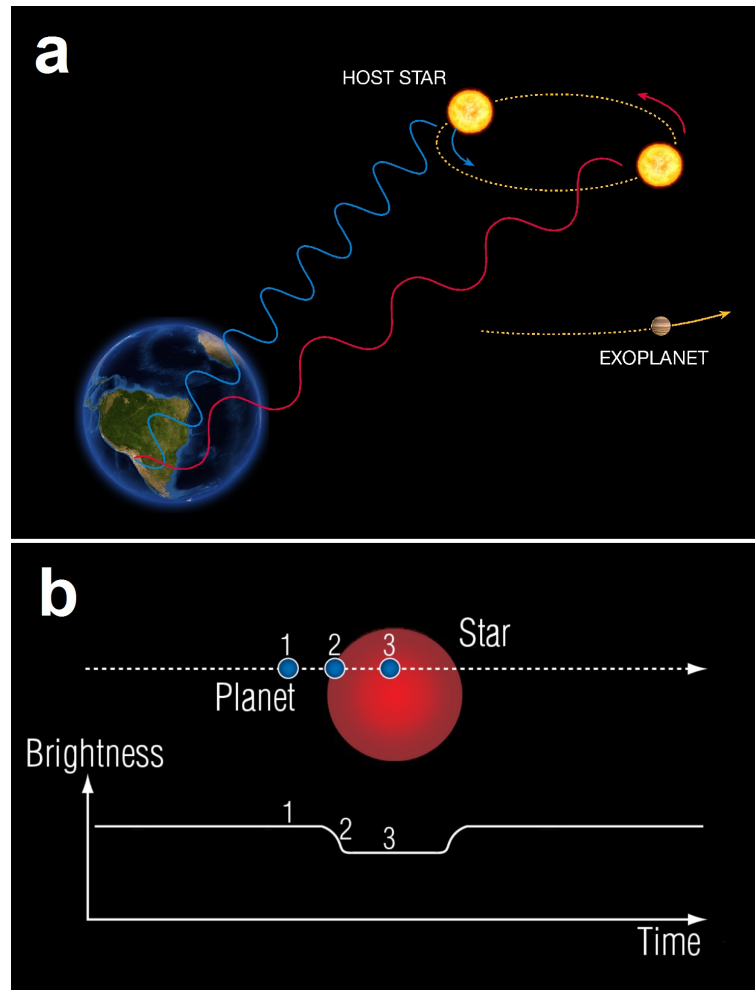 a
HOST STAR
EXOPLANET
b
1 2 3
Star
Planet
Brightness
1
2 3
Time